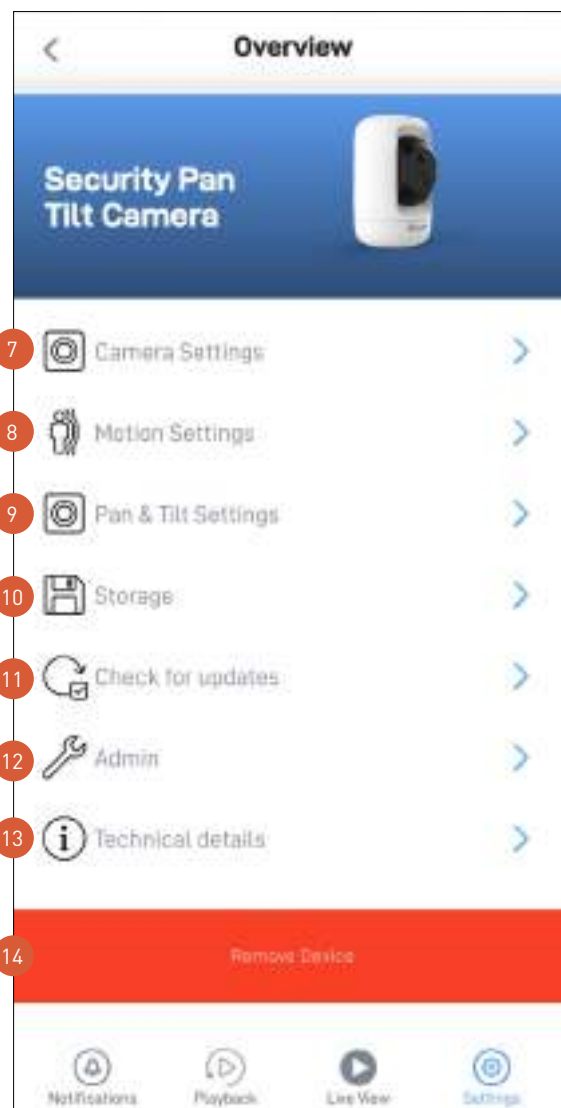 Overview
Security Pan
Tilt Camera
7 Camera Settings
8 Motion Settings
9 Pan & Tilt Settings
10 Storage
11 Check for updates
12 Admin
13 Technical details
14 Remove Device
Notifications Playback Live View Settings